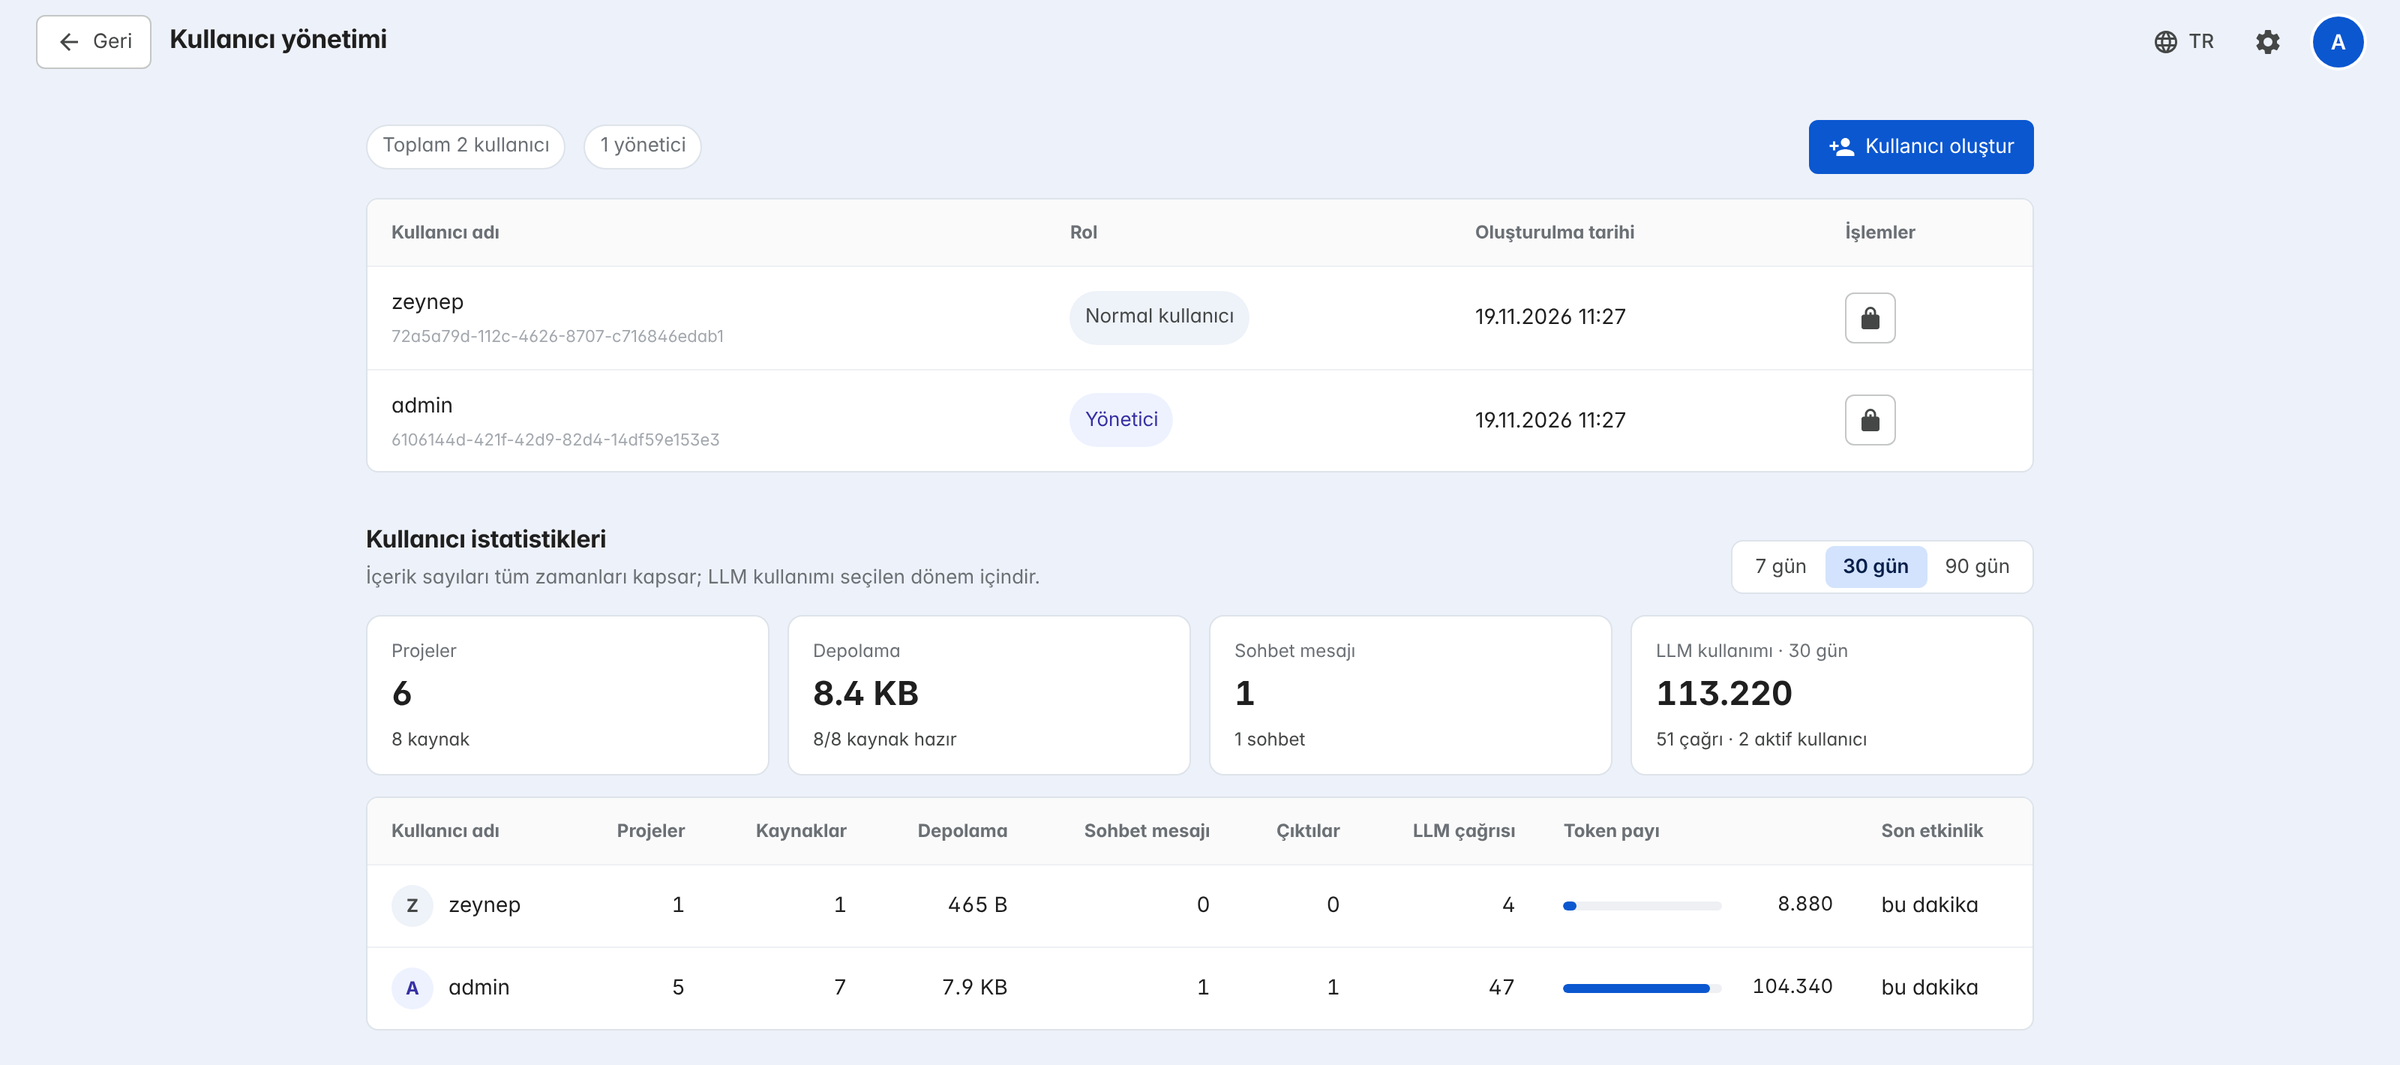 Geri
Kullanıcı yönetimi
TR
A
Toplam 2 kullanıcı
1 yönetici
Kullanıcı oluştur
Kullanıcı adı Rol Oluşturulma tarihi İşlemler
zeynep
72a5a79d-112c-4626-8707-c716846edab1
Normal kullanıcı
19.11.2026 11:27
admin
6106144d-421f-42d9-82d4-14df59e153e3
Yönetici
19.11.2026 11:27
Kullanıcı istatistikleri
İçerik sayıları tüm zamanları kapsar; LLM kullanımı seçilen dönem içindir.
7 gün 30 gün 90 gün
Projeler
6
8 kaynak
Depolama
8.4 KB
8/8 kaynak hazır
Sohbet mesajı
1
1 sohbet
LLM kullanımı · 30 gün
113.220
51 çağrı · 2 aktif kullanıcı
Kullanıcı adı Projeler Kaynaklar Depolama Sohbet mesajı Çıktılar LLM çağrısı Token payı Son etkinlik
Z zeynep 1 1 465 B 0 0 4 8.880 bu dakika
A admin 5 7 7.9 KB 1 1 47 104.340 bu dakika